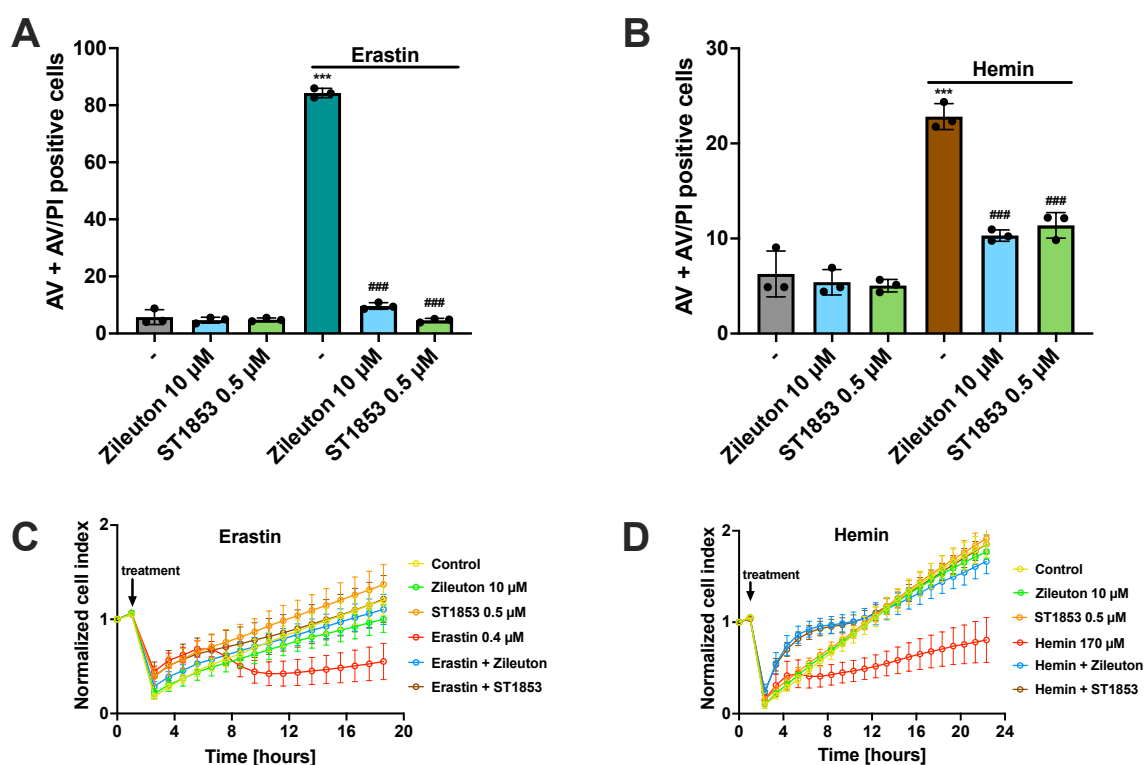 A
AV + AV/PI positive cells
100
80
60
40
20
0
Erastin
***
###
###
-
Zileuton 10 µM
ST1853 0.5 µM
-
Zileuton 10 µM
ST1853 0.5 µM
B
AV + AV/PI positive cells
30
20
10
0
Hemin
***
###
###
-
Zileuton 10 µM
ST1853 0.5 µM
-
Zileuton 10 µM
ST1853 0.5 µM
C
Normalized cell index
2
1
0
Erastin
treatment
0 4 8 12 16 20
Time [hours]
Control
Zileuton 10 µM
ST1853 0.5 µM
Erastin 0.4 µM
Erastin + Zileuton
Erastin + ST1853
D
Normalized cell index
2
1
0
Hemin
treatment
0 4 8 12 16 20 24
Time [hours]
Control
Zileuton 10 µM
ST1853 0.5 µM
Hemin 170 µM
Hemin + Zileuton
Hemin + ST1853